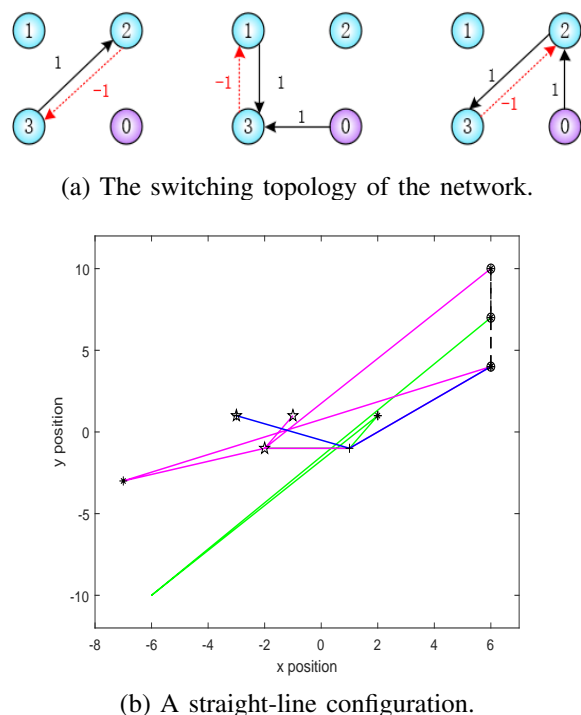 1 2 1 2 1 2
1 -1 -1 1 1 -1 1
3 0 3 1 0 3 0
(a) The switching topology of the network.
10
5
0
-5
-10
y position
-8 -6 -4 -2 0 2 4 6
x position
(b) A straight-line configuration.